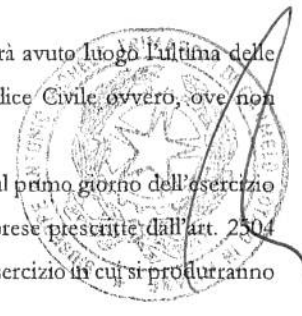 rà avuto luogo l'ultima delle
dice Civile ovvero, ove non
al primo giorno dell'esercizio
prese prescritte dall'art. 2504
sercizio in cui si produrranno